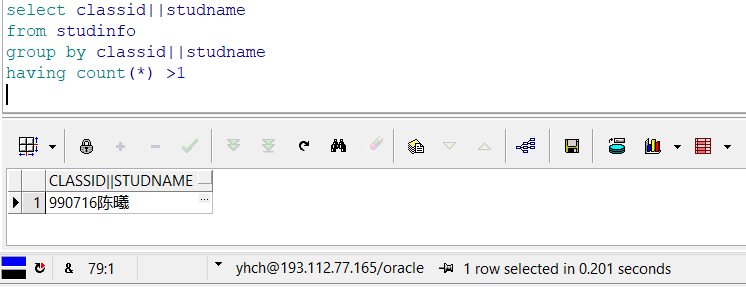 select classid||studname
from studinfo
group by classid||studname
having count(*) >1
CLASSID||STUDNAME
1 990716陈曦 ...
& 79:1 yhch@193.112.77.165/oracle 1 row selected in 0.201 seconds